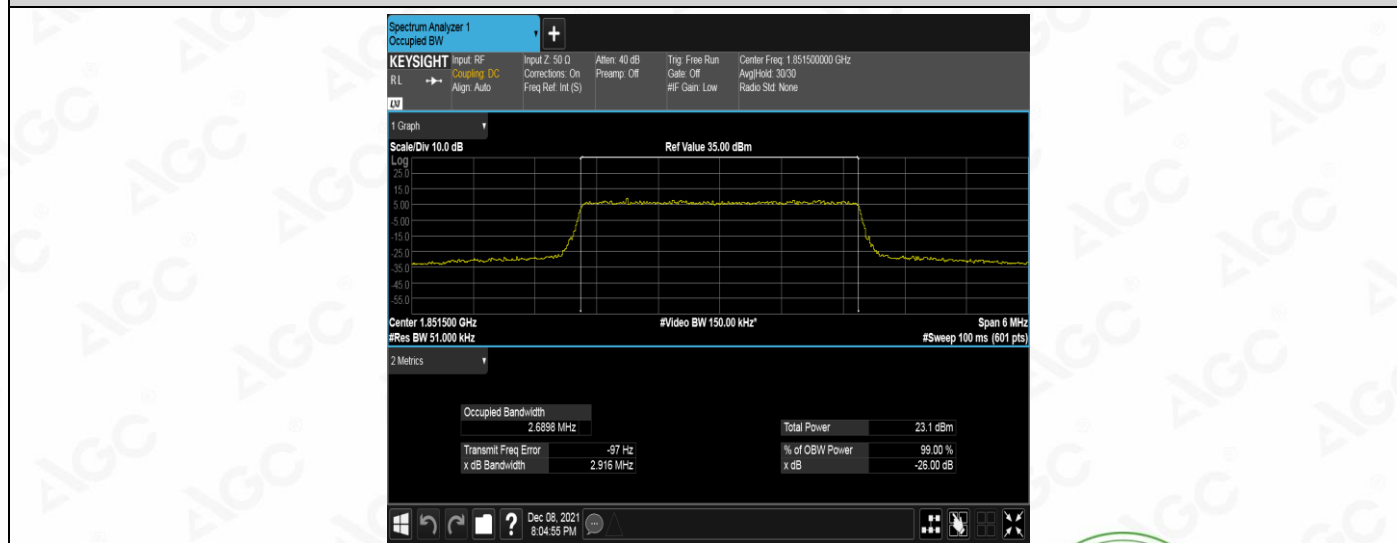 Spectrum Analyzer 1
Occupied BW
+
KEYSIGHT
RL
LXI
Input: RF
Coupling: DC
Align: Auto
Input Z: 50 Ω
Corrections: On
Freq Ref: Int (S)
Atten: 40 dB
Preamp: Off
Trig: Free Run
Gate: Off
#IF Gain: Low
Center Freq: 1.851500000 GHz
Avg|Hold: 30/30
Radio Std: None
1 Graph
Scale/Div 10.0 dB
Ref Value 35.00 dBm
Log
25.0
15.0
5.00
-5.00
-15.0
-25.0
-35.0
-45.0
-55.0
Center 1.851500 GHz
#Video BW 150.00 kHz*
Span 6 MHz
#Res BW 51.000 kHz
#Sweep 100 ms (601 pts)
2 Metrics
Occupied Bandwidth
2.6898 MHz
Total Power 23.1 dBm
Transmit Freq Error -97 Hz
% of OBW Power 99.00 %
x dB Bandwidth 2.916 MHz
x dB -26.00 dB
?
Dec 08, 2021
8:04:55 PM
AGC